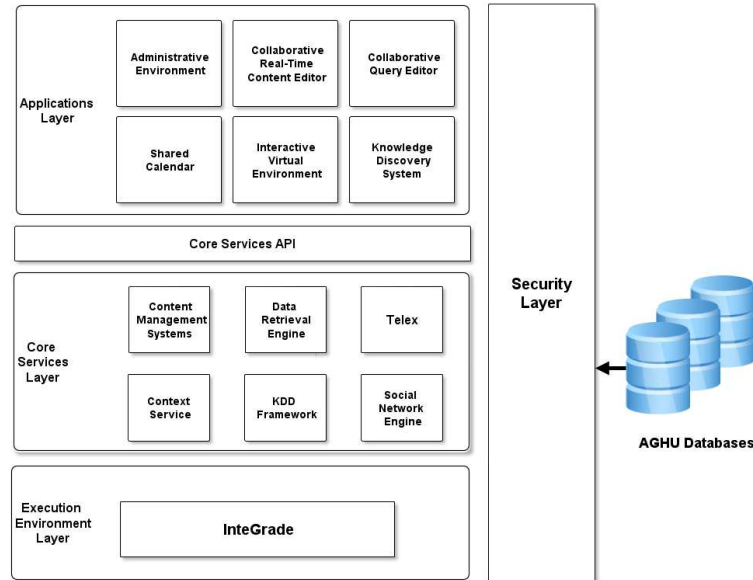 Applications
Layer
Administrative
Environment
Collaborative
Real-Time
Content Editor
Collaborative
Query Editor
Shared
Calendar
Interactive
Virtual
Environment
Knowledge
Discovery
System
Core Services API
Core
Services
Layer
Content
Management
Systems
Data
Retrieval
Engine
Telex
Context
Service
KDD
Framework
Social
Network
Engine
Execution
Environment
Layer
InteGrade
Security
Layer
AGHU Databases